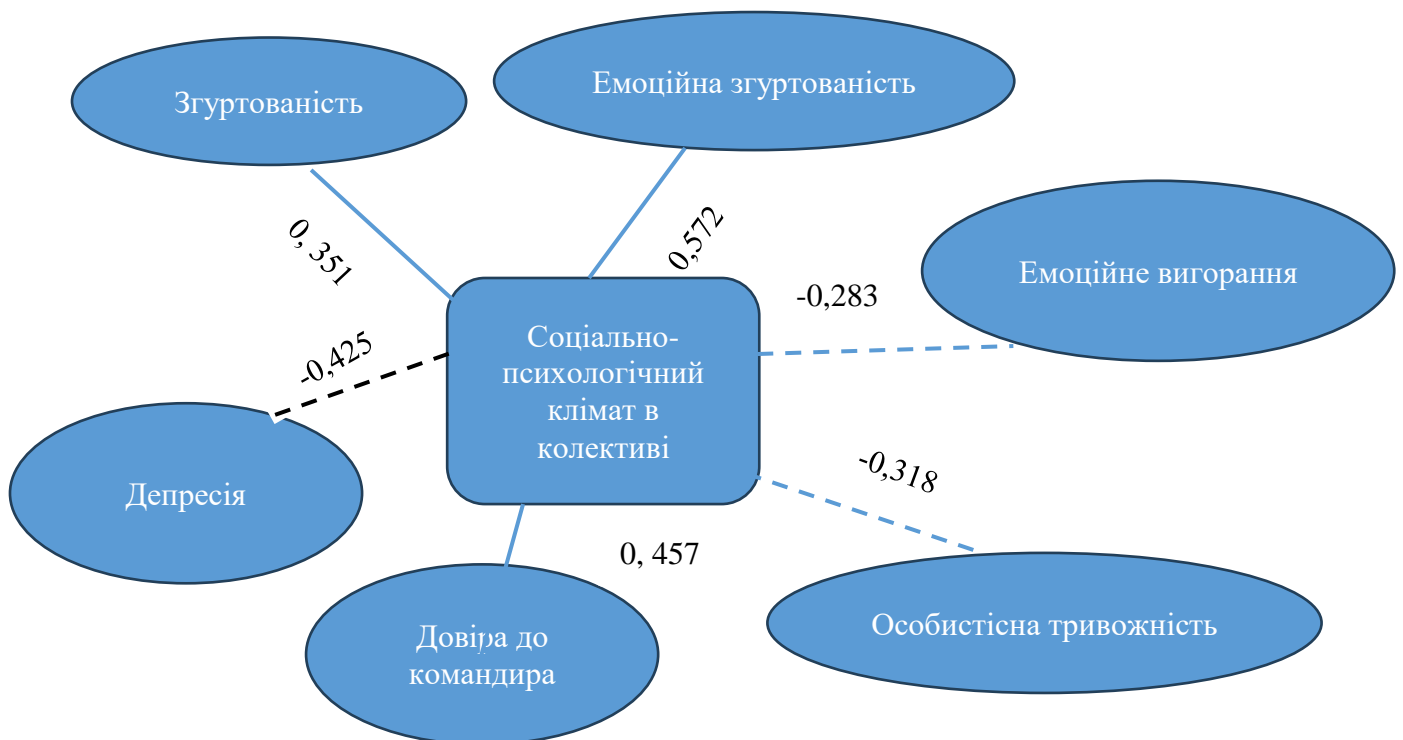 Емоційна згуртованість
Згуртованість
0, 351
0,572
Емоційне вигорання
-0,283
Соціально-
психологічний
клімат в
колективі
-0,425
-0,318
Депресія
0, 457
Особистісна тривожність
Довіра до
командира